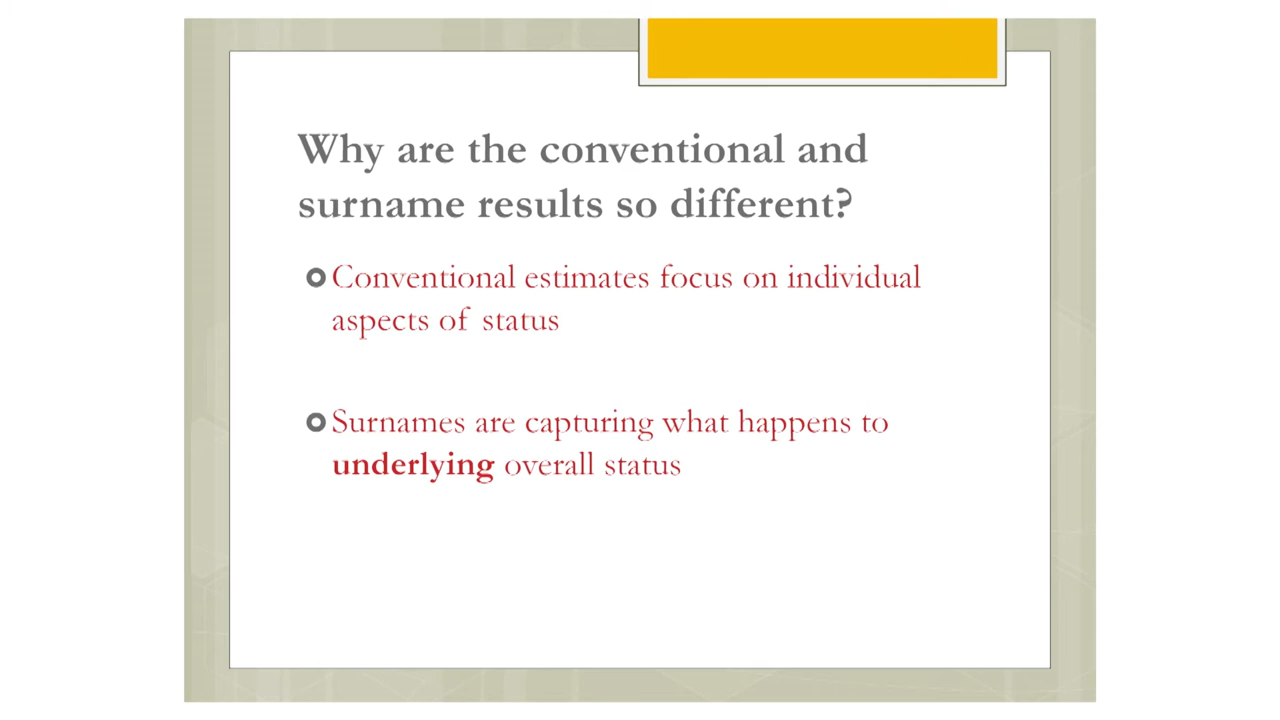 Why are the conventional and
surname results so different?
Conventional estimates focus on individual
aspects of status
Surnames are capturing what happens to
underlying overall status